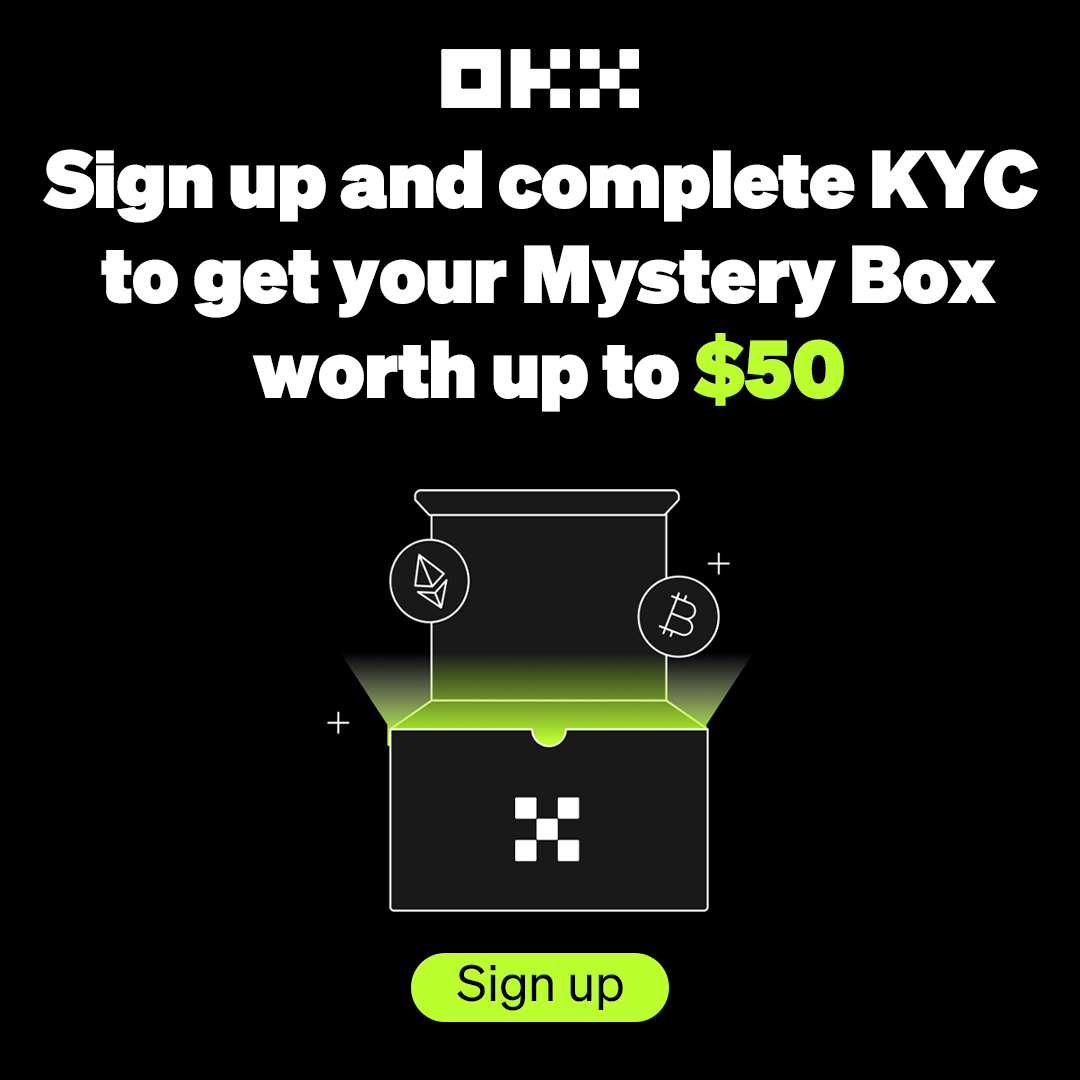 OKX
Sign up and complete KYC
to get your Mystery Box
worth up to $50
Sign up